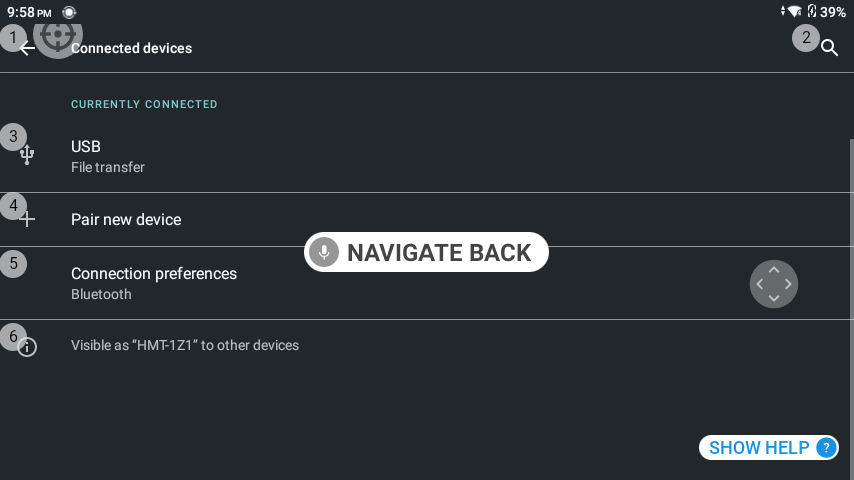 9:58 PM
39%
1
Connected devices
2
CURRENTLY CONNECTED
3
USB
File transfer
4
Pair new device
NAVIGATE BACK
5
Connection preferences
Bluetooth
6
Visible as “HMT-1Z1” to other devices
SHOW HELP ?